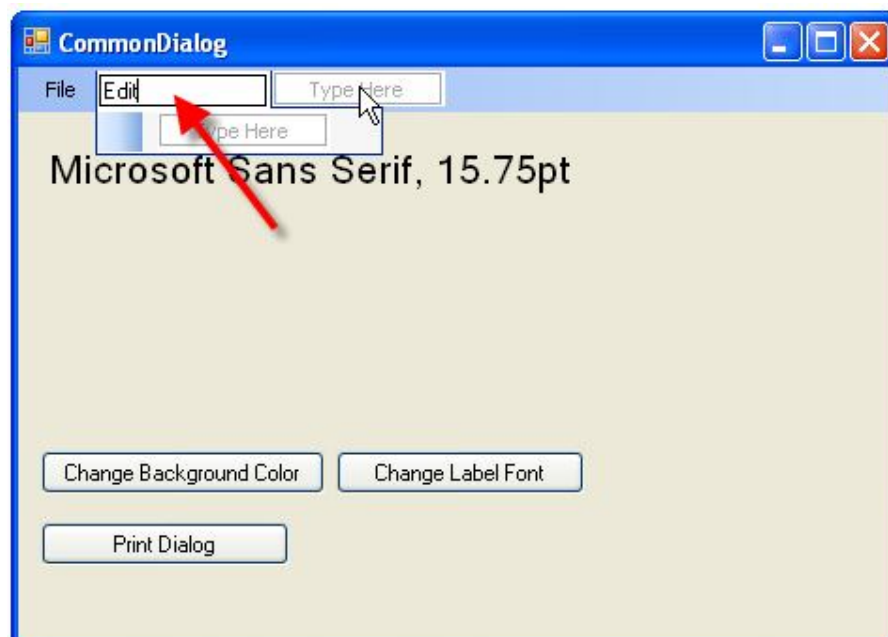 CommonDialog
File Edit Type Here
Type Here
Microsoft Sans Serif, 15.75pt
Change Background Color Change Label Font
Print Dialog